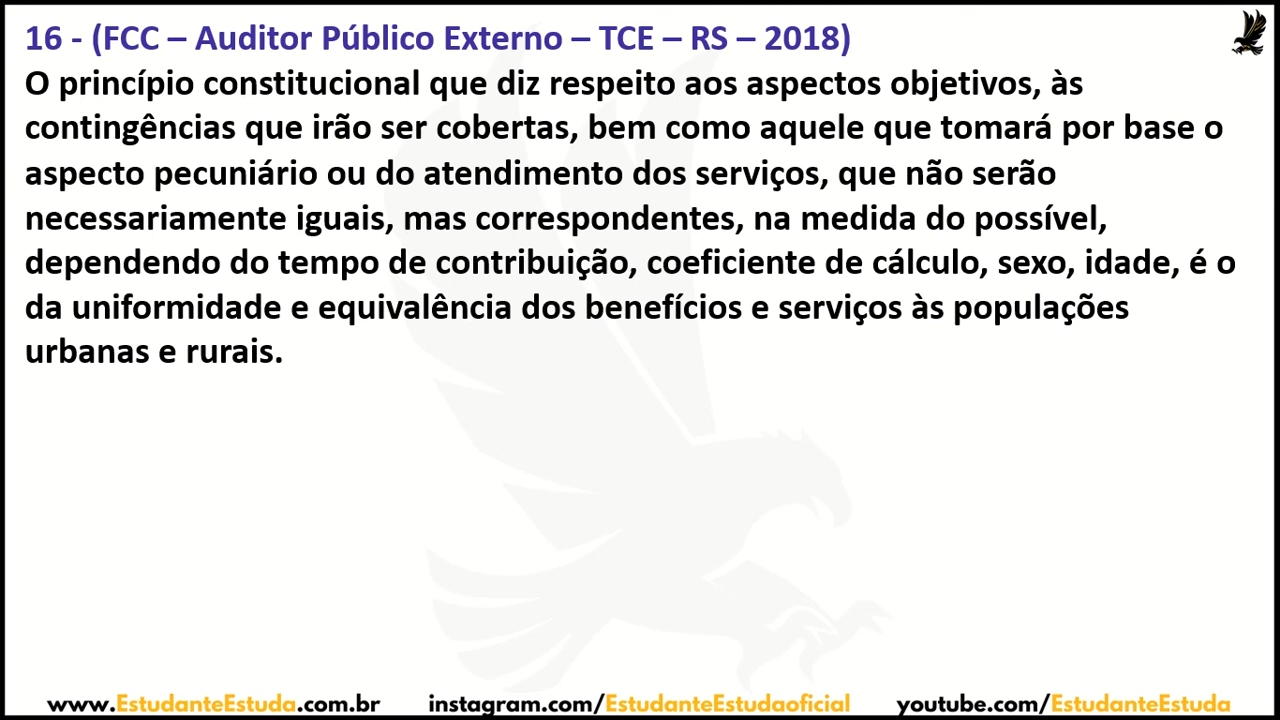 16 - (FCC – Auditor Público Externo – TCE – RS – 2018)
O princípio constitucional que diz respeito aos aspectos objetivos, às
contingências que irão ser cobertas, bem como aquele que tomará por base o
aspecto pecuniário ou do atendimento dos serviços, que não serão
necessariamente iguais, mas correspondentes, na medida do possível,
dependendo do tempo de contribuição, coeficiente de cálculo, sexo, idade, é o
da uniformidade e equivalência dos benefícios e serviços às populações
urbanas e rurais.
www.EstudanteEstuda.com.br instagram.com/EstudanteEstudaoficial youtube.com/EstudanteEstuda